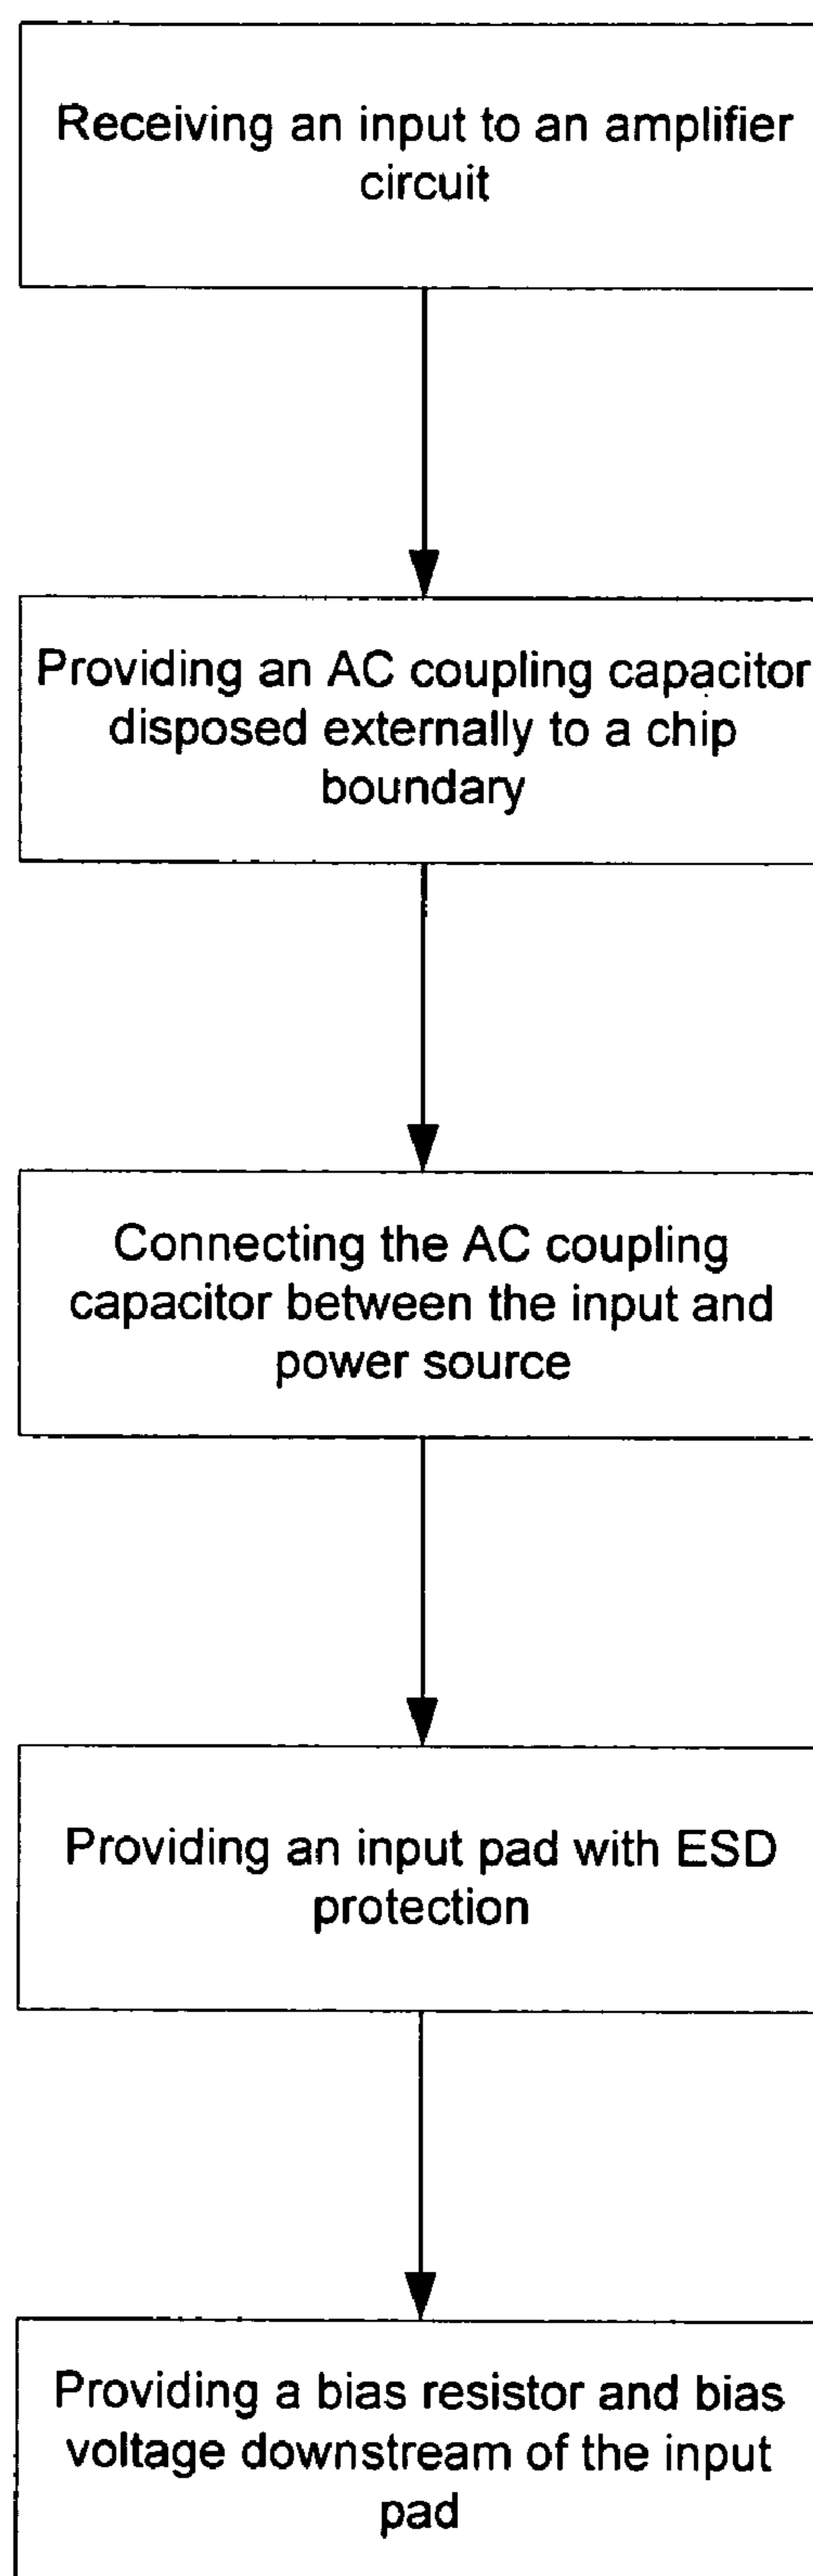 Receiving an input to an amplifier
circuit
Providing an AC coupling capacitor
disposed externally to a chip
boundary
Connecting the AC coupling
capacitor between the input and
power source
Providing an input pad with ESD
protection
Providing a bias resistor and bias
voltage downstream of the input
pad